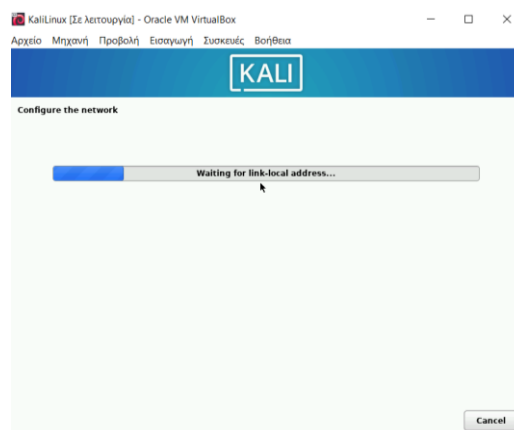 KaliLinux [Σε λειτουργία] - Oracle VM VirtualBox
Αρχείο Μηχανή Προβολή Εισαγωγή Συσκευές Βοήθεια
KALI
Configure the network
Waiting for link-local address...
Cancel